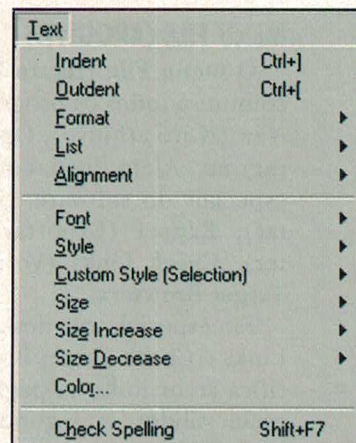 Text
Indent Ctrl+]
Outdent Ctrl+[
Format
List
Alignment
Font
Style
Custom Style (Selection)
Size
Size Increase
Size Decrease
Color...
Check Spelling Shift+F7